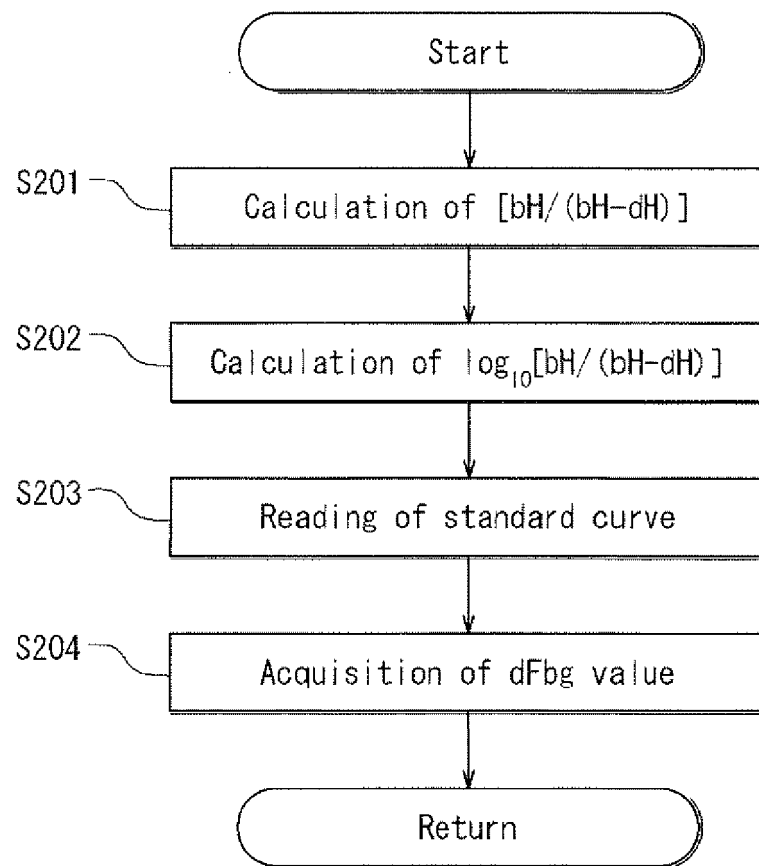 Start
S201
Calculation of [bH/(bH-dH)]
S202
Calculation of log₁₀[bH/(bH-dH)]
S203
Reading of standard curve
S204
Acquisition of dFbg value
Return